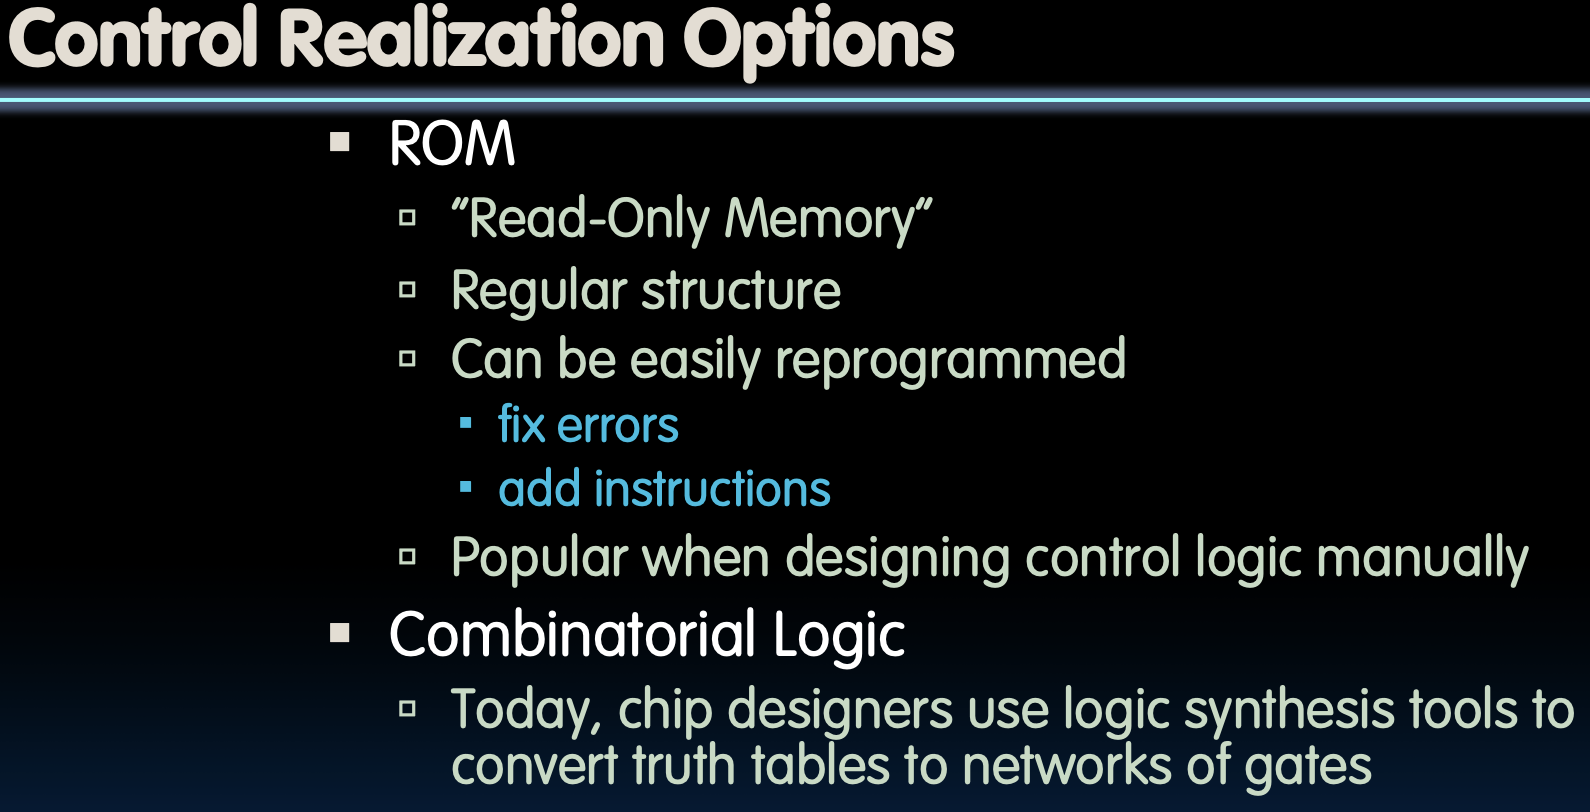 Control Realization Options
ROM
"Read-Only Memory"
Regular structure
Can be easily reprogrammed
fix errors
add instructions
Popular when designing control logic manually
Combinatorial Logic
Today, chip designers use logic synthesis tools to
convert truth tables to networks of gates